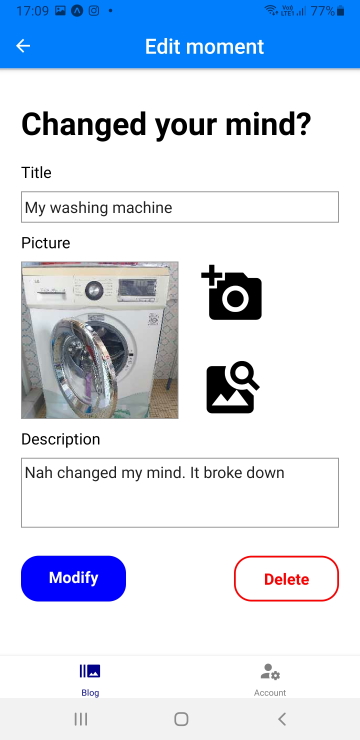 17:09
77%
Edit moment
Changed your mind?
Title
My washing machine
Picture
Description
Nah changed my mind. It broke down
Modify
Delete
Blog
Account